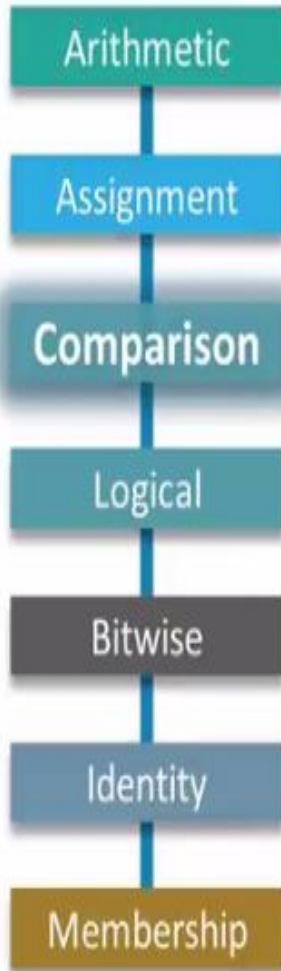 Arithmetic
Assignment
Comparison
Logical
Bitwise
Identity
Membership